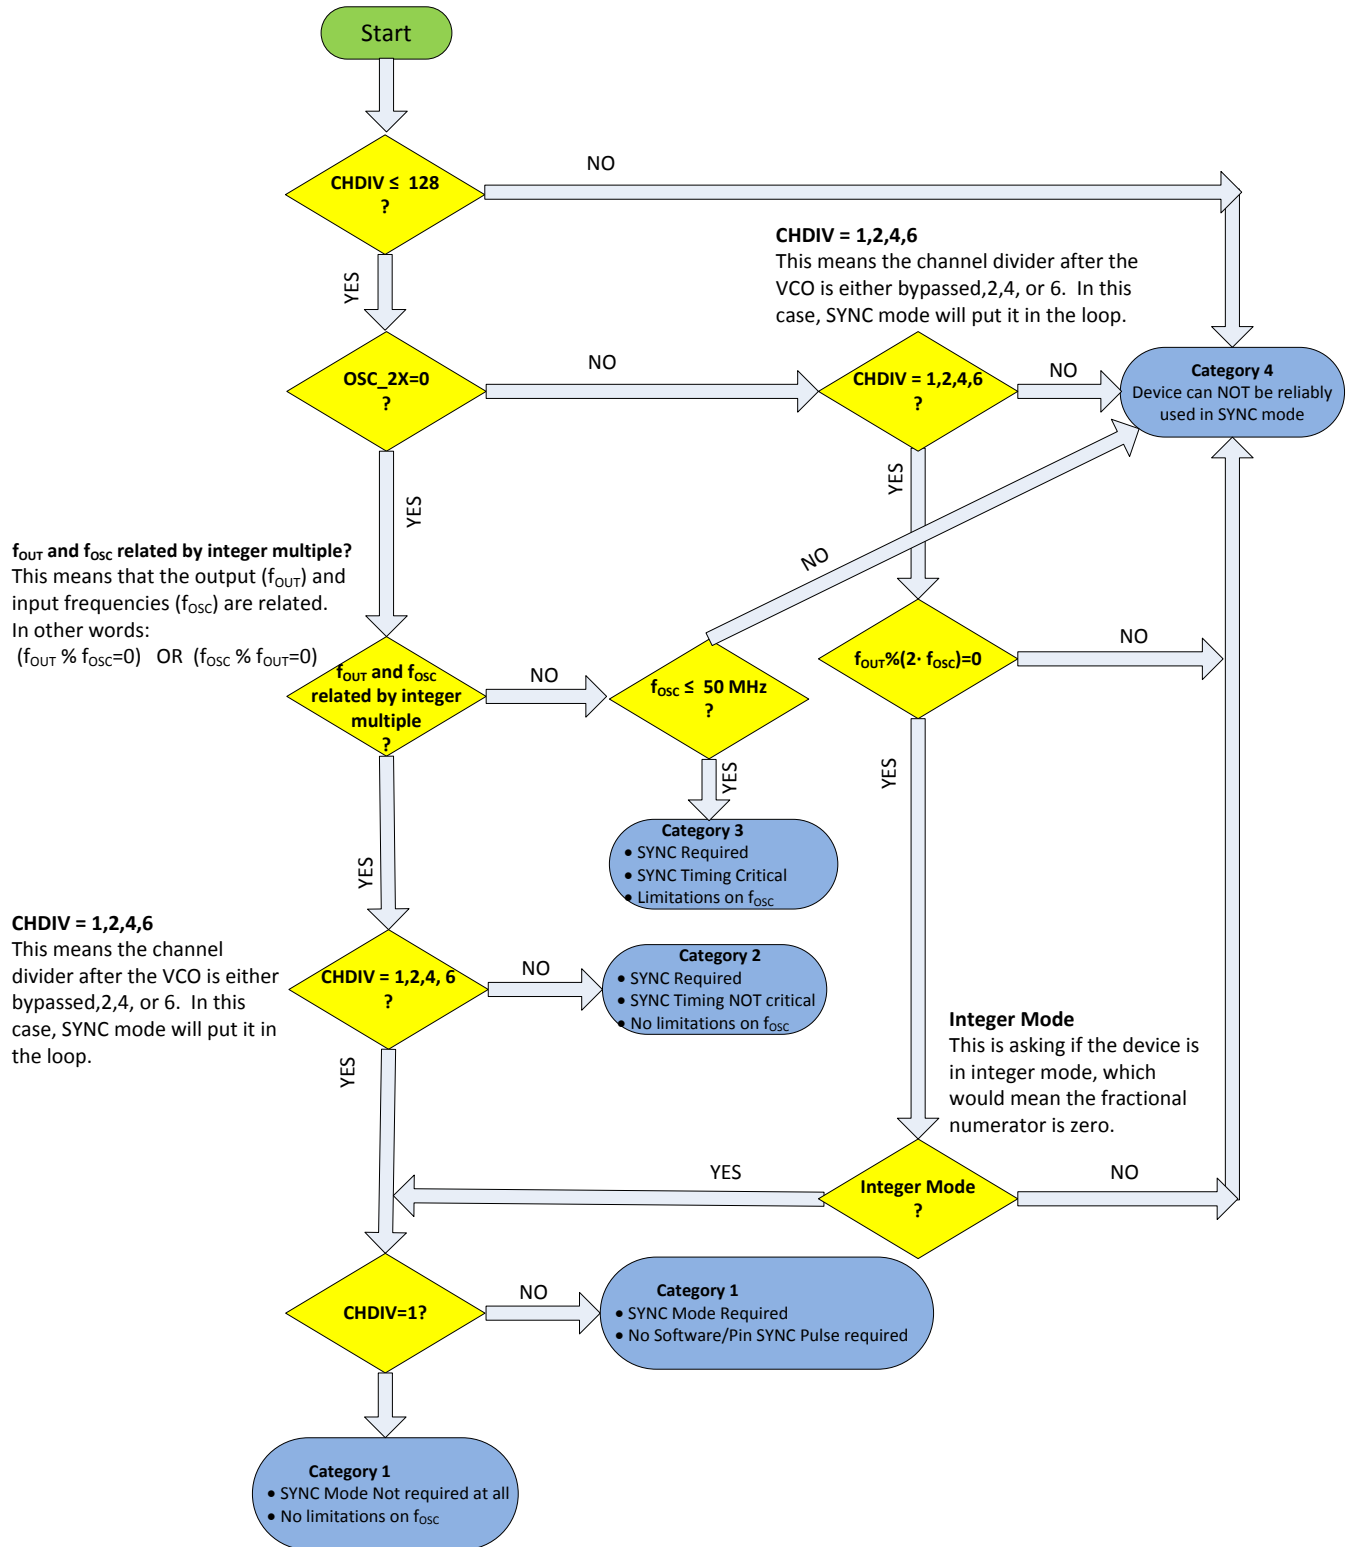 Start
CHDIV ≤ 128
?
NO
YES
CHDIV = 1,2,4,6
This means the channel divider after the
VCO is either bypassed,2,4, or 6. In this
case, SYNC mode will put it in the loop.
OSC_2X=0
?
NO
CHDIV = 1,2,4,6
?
NO
Category 4
Device can NOT be reliably
used in SYNC mode
YES
YES
NO
fOUT and fOSC related by integer multiple?
This means that the output (fOUT) and
input frequencies (fOSC) are related.
In other words:
(fOUT % fOSC=0) OR (fOSC % fOUT=0)
fOUT and fOSC
related by integer
multiple
?
NO
fOSC ≤ 50 MHz
?
fOUT%(2· fOSC)=0
NO
YES
YES
YES
Category 3
• SYNC Required
• SYNC Timing Critical
• Limitations on fOSC
CHDIV = 1,2,4,6
This means the channel
divider after the VCO is either
bypassed,2,4, or 6. In this
case, SYNC mode will put it in
the loop.
CHDIV = 1,2,4, 6
?
NO
Category 2
• SYNC Required
• SYNC Timing NOT critical
• No limitations on fOSC
YES
Integer Mode
This is asking if the device is
in integer mode, which
would mean the fractional
numerator is zero.
YES
Integer Mode
?
NO
CHDIV=1?
NO
Category 1
• SYNC Mode Required
• No Software/Pin SYNC Pulse required
Category 1
• SYNC Mode Not required at all
• No limitations on fOSC